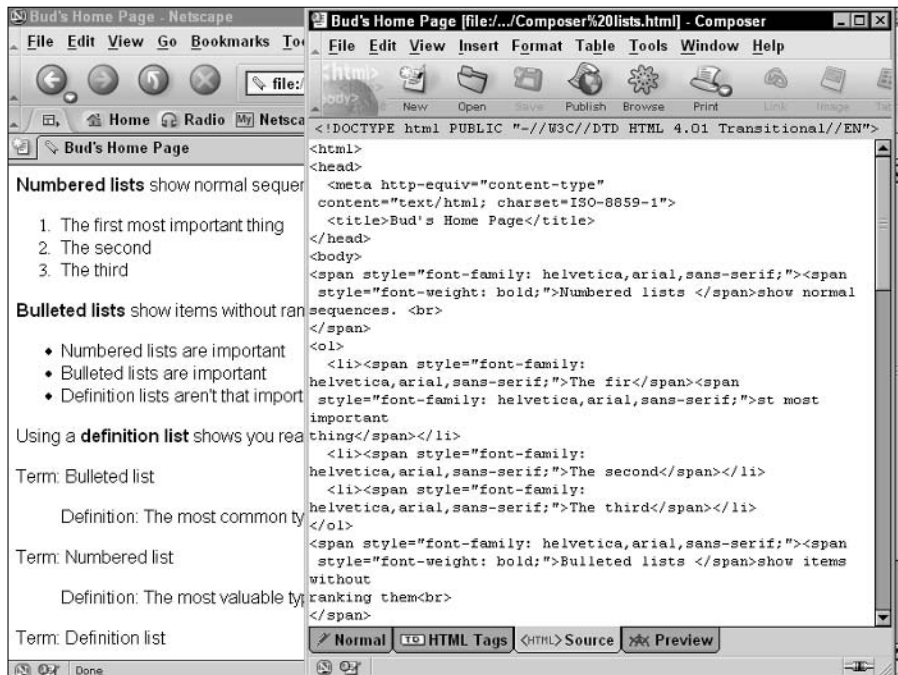 Bud's Home Page - Netscape
File Edit View Go Bookmarks Too
file:/
Home Radio My Netsca
Bud's Home Page
Numbered lists show normal sequer
1. The first most important thing
2. The second
3. The third
Bulleted lists show items without ran
• Numbered lists are important
• Bulleted lists are important
• Definition lists aren't that import
Using a definition list shows you rea
Term: Bulleted list
Definition: The most common ty
Term: Numbered list
Definition: The most valuable typ
Term: Definition list
Done
Bud's Home Page [file:/.../Composer%20lists.html] - Composer
File Edit View Insert Format Table Tools Window Help
<html>
body>
New Open Save Publish Browse Print Link Image
<!DOCTYPE html PUBLIC "-//W3C//DTD HTML 4.01 Transitional//EN">
<html>
<head>
<meta http-equiv="content-type"
content="text/html; charset=ISO-8859-1">
<title>Bud's Home Page</title>
</head>
<body>
<span style="font-family: helvetica,arial,sans-serif;"><span
style="font-weight: bold;">Numbered lists </span>show normal
sequences. <br>
</span>
<ol>
<li><span style="font-family:
helvetica,arial,sans-serif;">The fir</span><span
style="font-family: helvetica,arial,sans-serif;">st most
important
thing</span></li>
<li><span style="font-family:
helvetica,arial,sans-serif;">The second</span></li>
<li><span style="font-family:
helvetica,arial,sans-serif;">The third</span></li>
</ol>
<span style="font-family: helvetica,arial,sans-serif;"><span
style="font-weight: bold;">Bulleted lists </span>show items
without
ranking them<br>
</span>
Normal TD HTML Tags <HTML> Source Preview